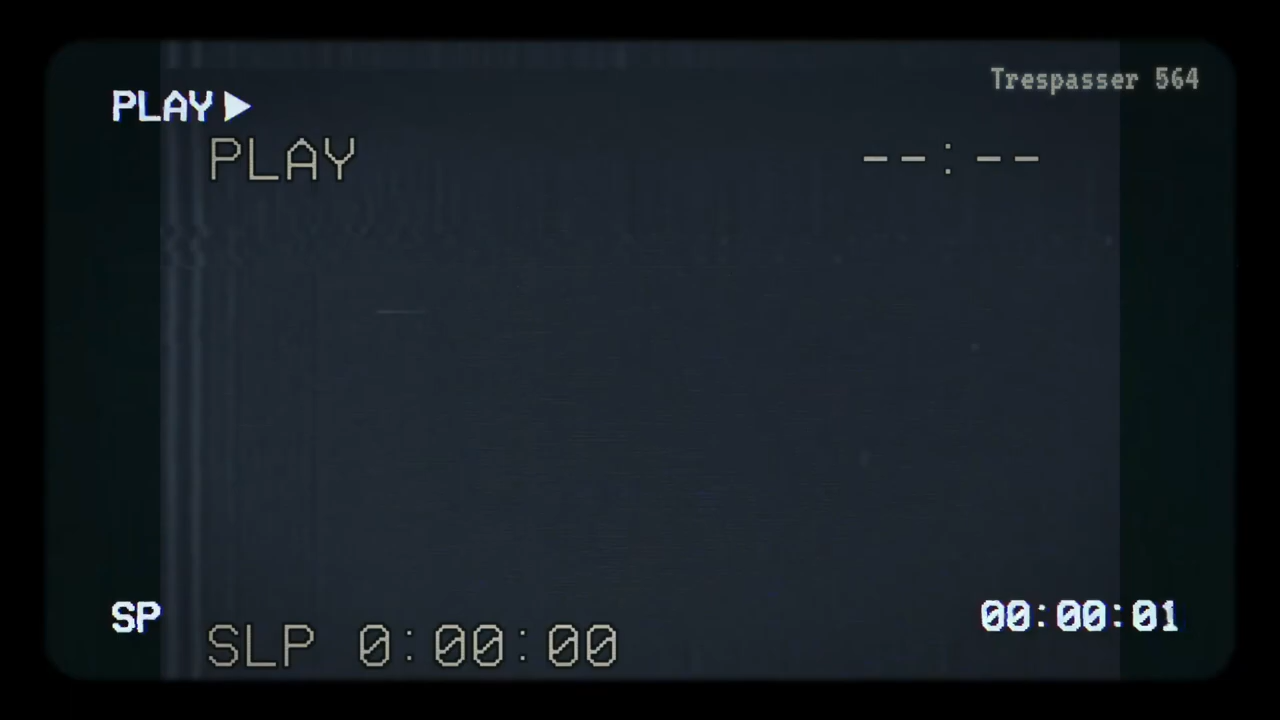 Trespasser 564
PLAY
PLAY --:--
SP 00:00:01
SLP 0:00:00